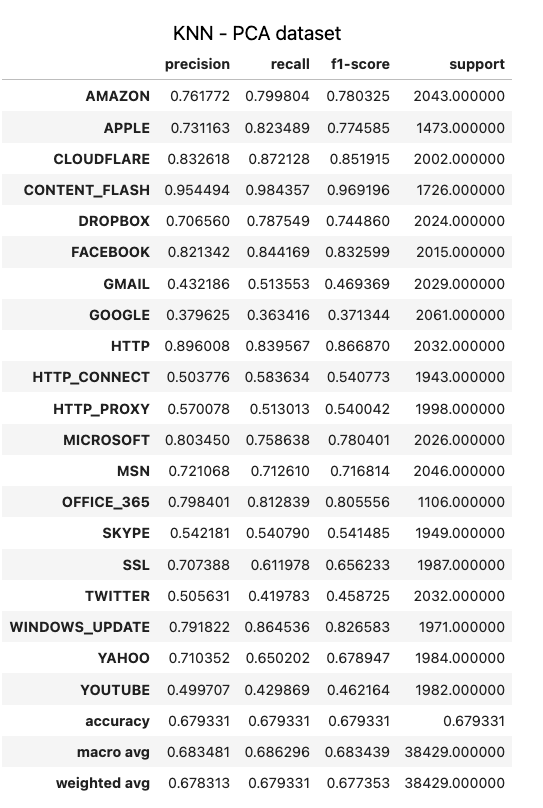 KNN - PCA dataset
precision recall f1-score support
AMAZON 0.761772 0.799804 0.780325 2043.000000
APPLE 0.731163 0.823489 0.774585 1473.000000
CLOUDFLARE 0.832618 0.872128 0.851915 2002.000000
CONTENT_FLASH 0.954494 0.984357 0.969196 1726.000000
DROPBOX 0.706560 0.787549 0.744860 2024.000000
FACEBOOK 0.821342 0.844169 0.832599 2015.000000
GMAIL 0.432186 0.513553 0.469369 2029.000000
GOOGLE 0.379625 0.363416 0.371344 2061.000000
HTTP 0.896008 0.839567 0.866870 2032.000000
HTTP_CONNECT 0.503776 0.583634 0.540773 1943.000000
HTTP_PROXY 0.570078 0.513013 0.540042 1998.000000
MICROSOFT 0.803450 0.758638 0.780401 2026.000000
MSN 0.721068 0.712610 0.716814 2046.000000
OFFICE_365 0.798401 0.812839 0.805556 1106.000000
SKYPE 0.542181 0.540790 0.541485 1949.000000
SSL 0.707388 0.611978 0.656233 1987.000000
TWITTER 0.505631 0.419783 0.458725 2032.000000
WINDOWS_UPDATE 0.791822 0.864536 0.826583 1971.000000
YAHOO 0.710352 0.650202 0.678947 1984.000000
YOUTUBE 0.499707 0.429869 0.462164 1982.000000
accuracy 0.679331 0.679331 0.679331 0.679331
macro avg 0.683481 0.686296 0.683439 38429.000000
weighted avg 0.678313 0.679331 0.677353 38429.000000